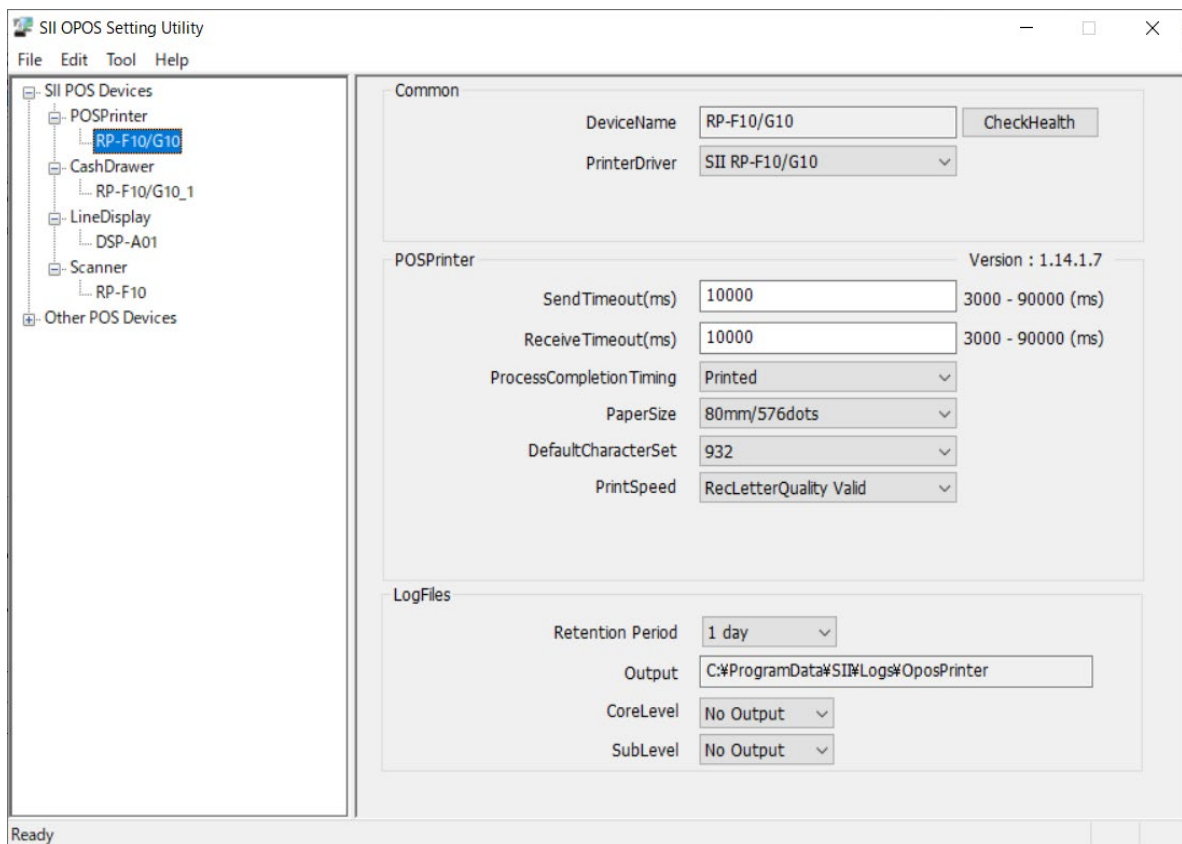 SII OPOS Setting Utility
File Edit Tool Help
SII POS Devices
POSPrinter
RP-F10/G10
CashDrawer
RP-F10/G10_1
LineDisplay
DSP-A01
Scanner
RP-F10
Other POS Devices
Common
DeviceName RP-F10/G10 CheckHealth
PrinterDriver SII RP-F10/G10
POSPrinter Version : 1.14.1.7
SendTimeout(ms) 10000 3000 - 90000 (ms)
ReceiveTimeout(ms) 10000 3000 - 90000 (ms)
ProcessCompletionTiming Printed
PaperSize 80mm/576dots
DefaultCharacterSet 932
PrintSpeed RecLetterQuality Valid
LogFiles
Retention Period 1 day
Output C:¥ProgramData¥SII¥Logs¥OposPrinter
CoreLevel No Output
SubLevel No Output
Ready